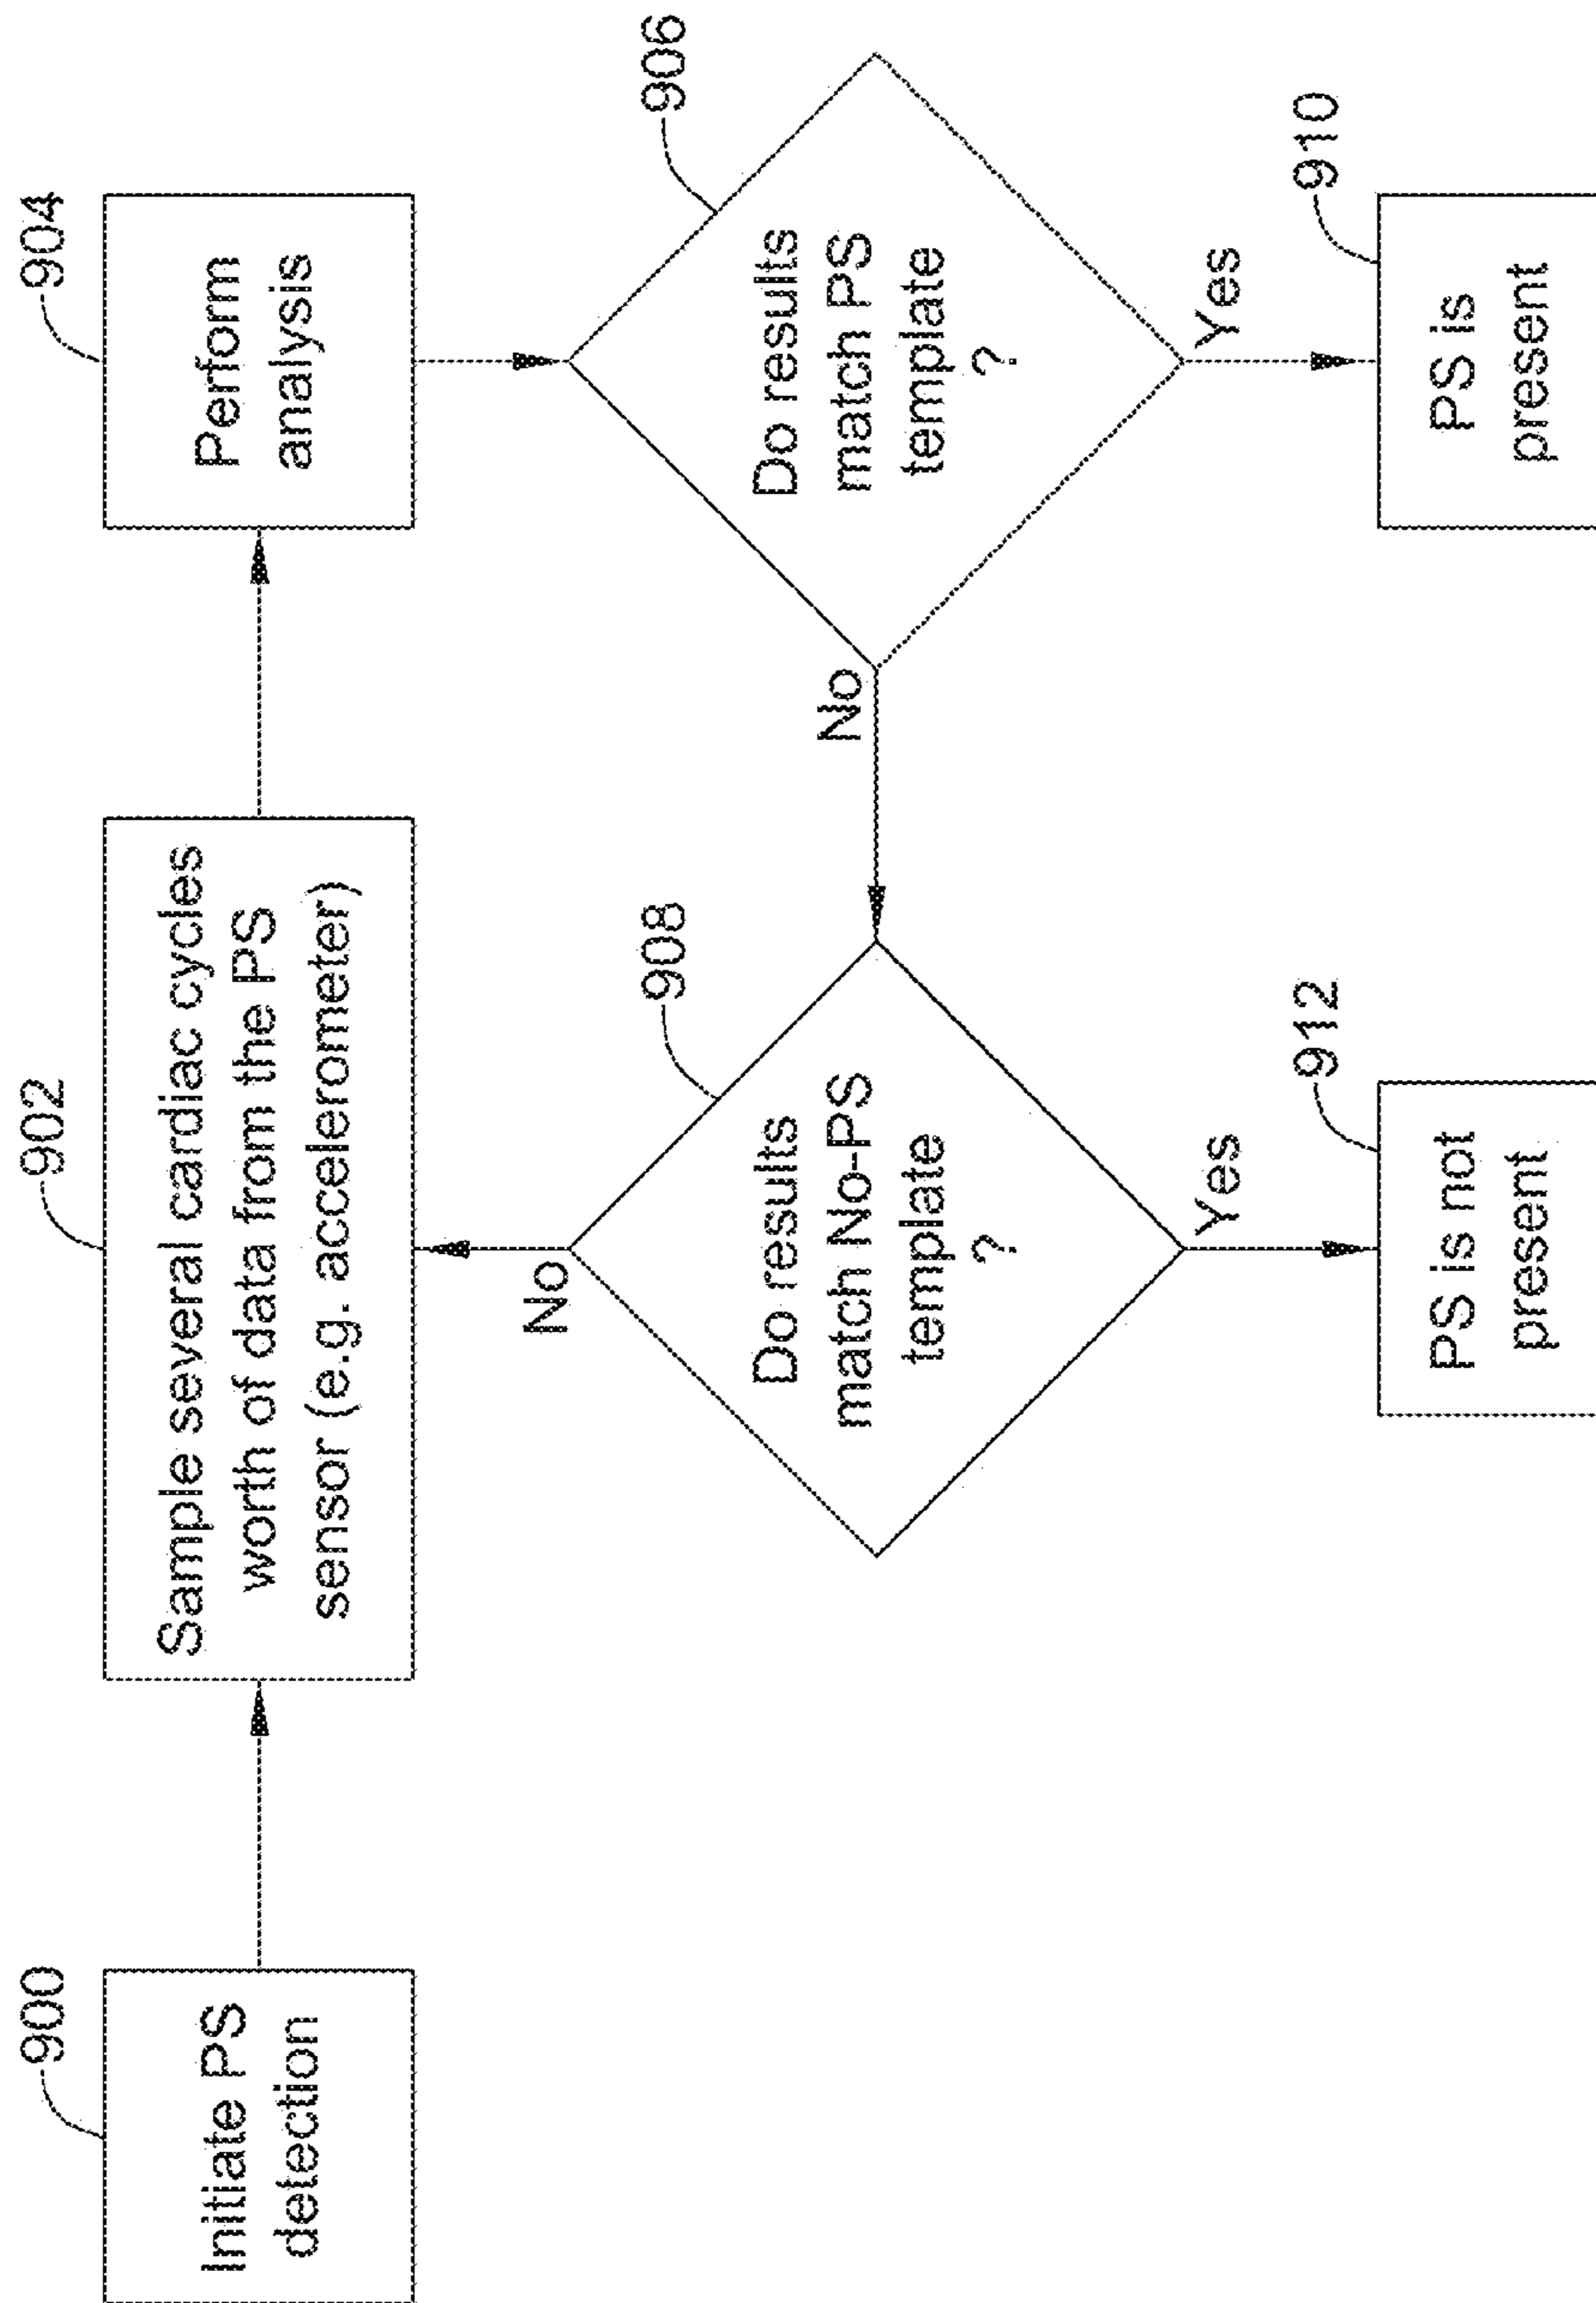 900
Initiate PS
detection
902
Sample several cardiac cycles
worth of data from the PS
sensor (e.g. accelerometer)
904
Perform
analysis
906
Do results
match PS
template
?
No
Yes
908
Do results
match No-PS
template
?
No
Yes
910
PS is
present
912
PS is not
present